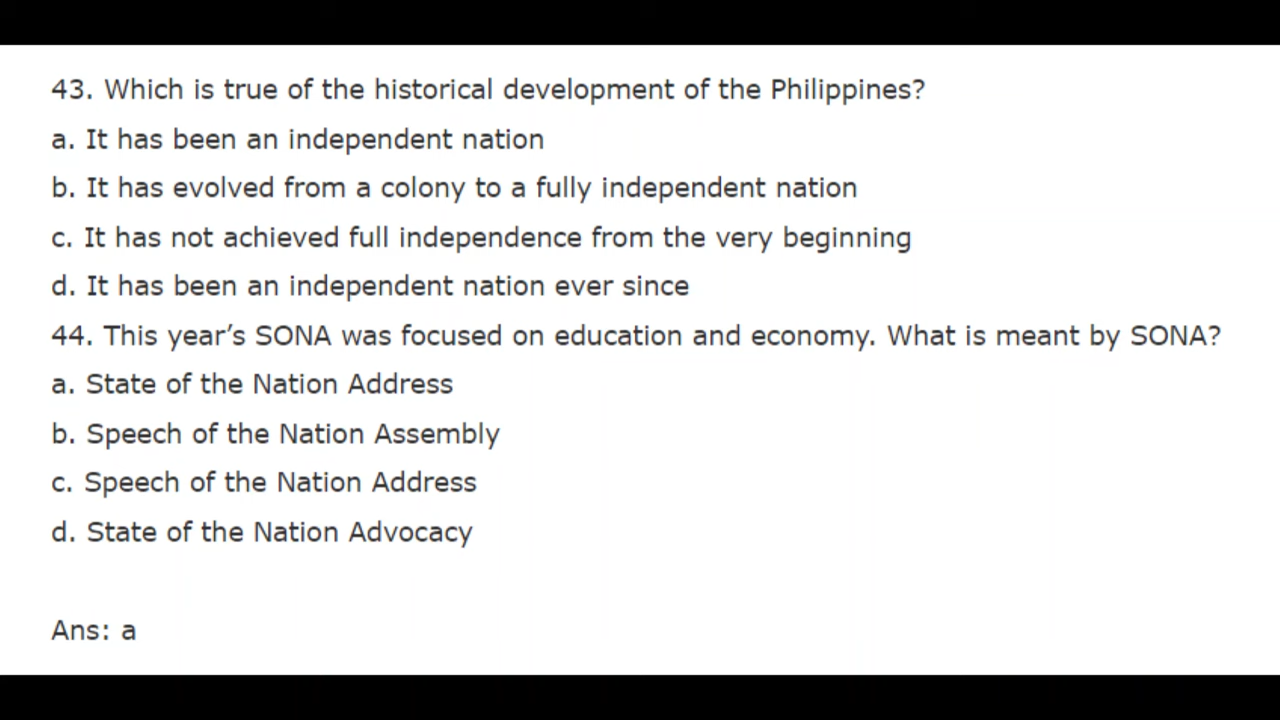 43. Which is true of the historical development of the Philippines?
a. It has been an independent nation
b. It has evolved from a colony to a fully independent nation
c. It has not achieved full independence from the very beginning
d. It has been an independent nation ever since
44. This year’s SONA was focused on education and economy. What is meant by SONA?
a. State of the Nation Address
b. Speech of the Nation Assembly
c. Speech of the Nation Address
d. State of the Nation Advocacy
Ans: a